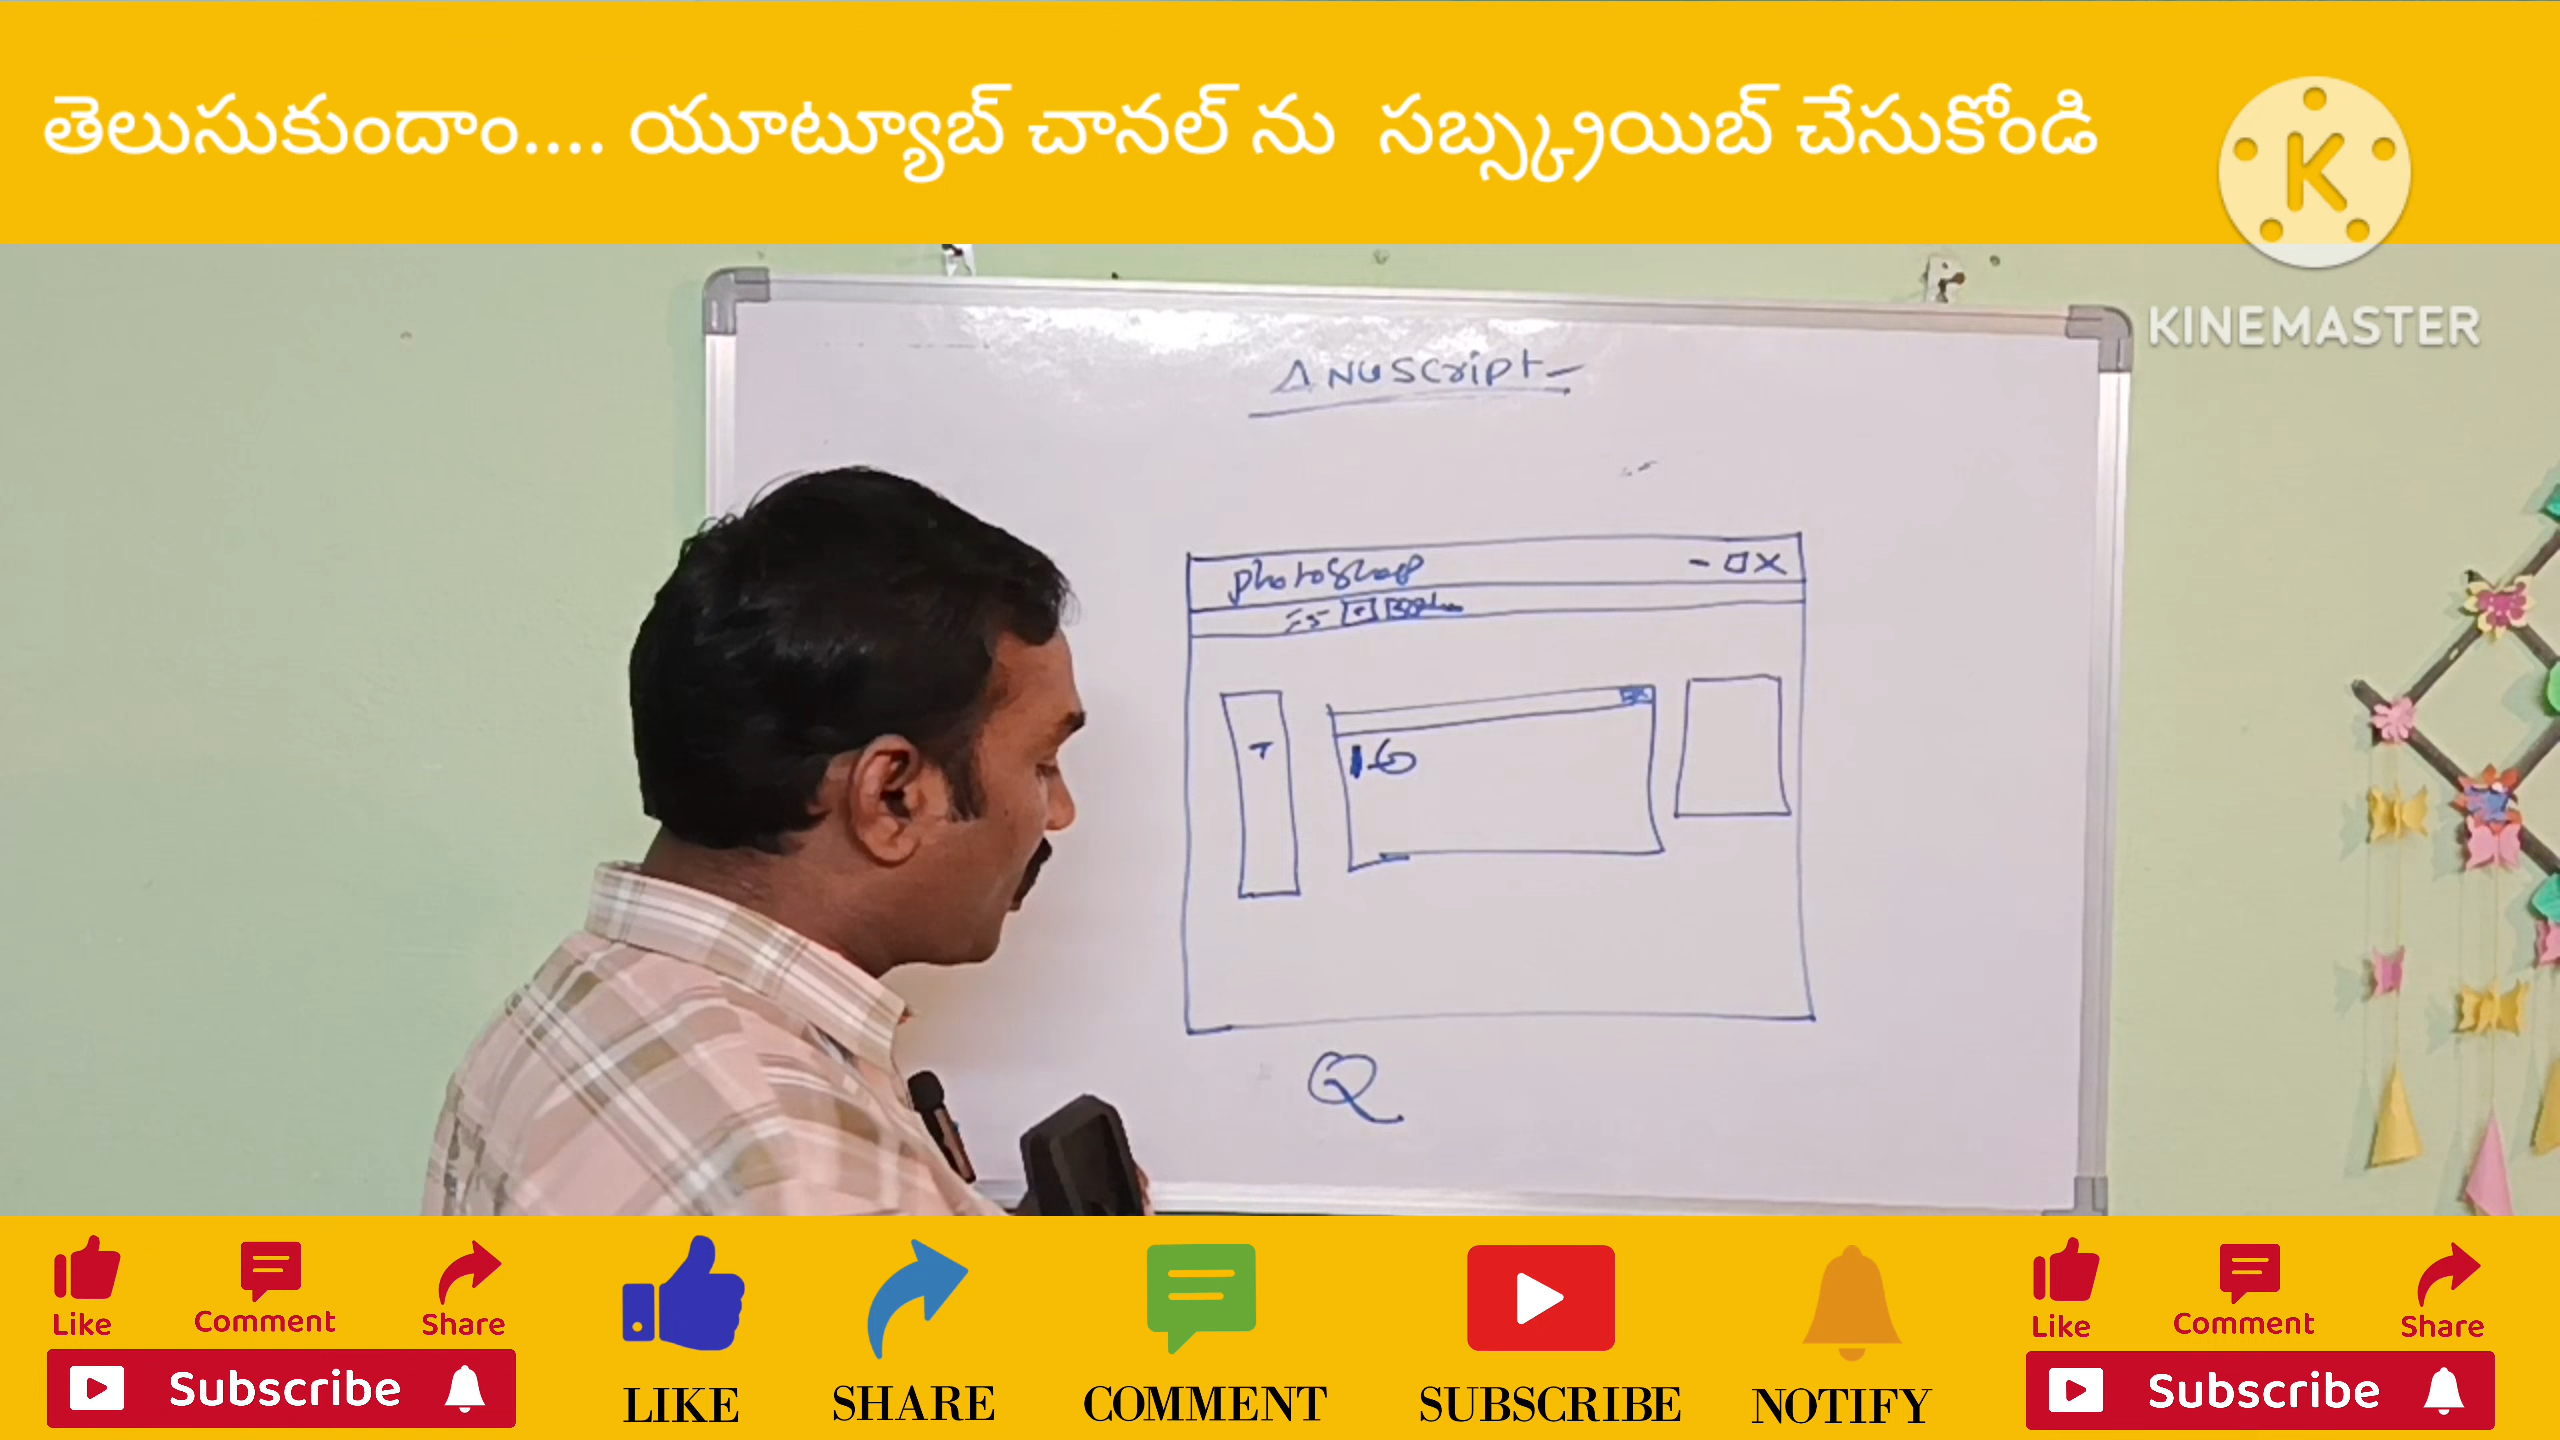 తెలుసుకుందాం.... యూట్యూబ్ చానల్ ను సబ్స్క్రయిబ్ చేసుకోండి
K
KINEMASTER
ANUSCRIPT
photoshop
T
Q
Like Comment Share
Subscribe
LIKE SHARE COMMENT SUBSCRIBE NOTIFY
Like Comment Share
Subscribe